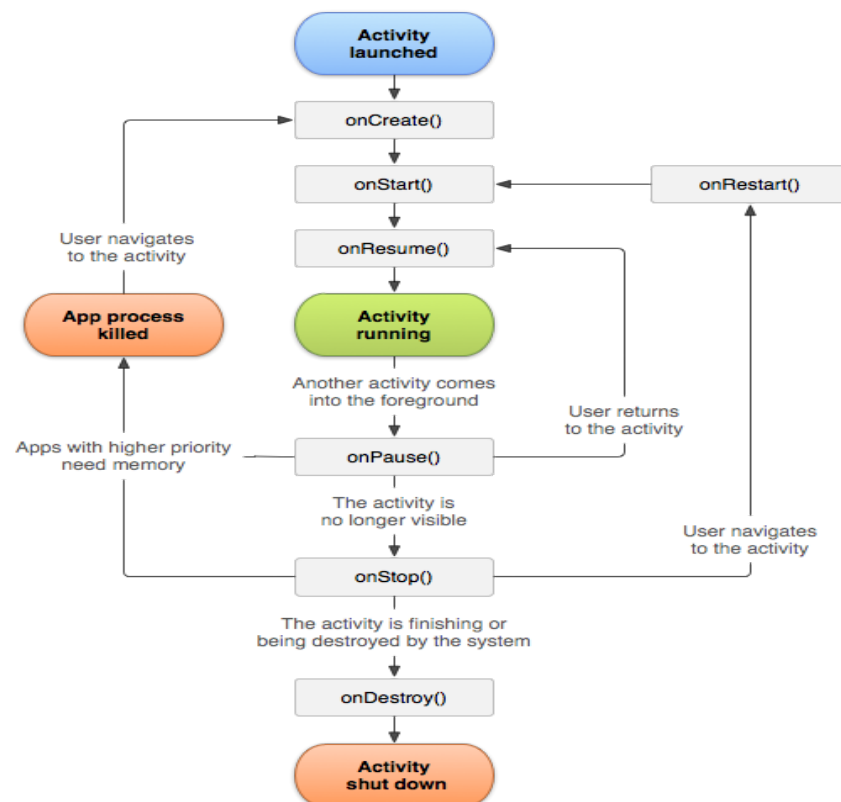 Activity
launched
onCreate()
onStart()
onRestart()
User navigates
to the activity
onResume()
App process
killed
Activity
running
Another activity comes
into the foreground
User returns
to the activity
Apps with higher priority
need memory
onPause()
The activity is
no longer visible
User navigates
to the activity
onStop()
The activity is finishing or
being destroyed by the system
onDestroy()
Activity
shut down